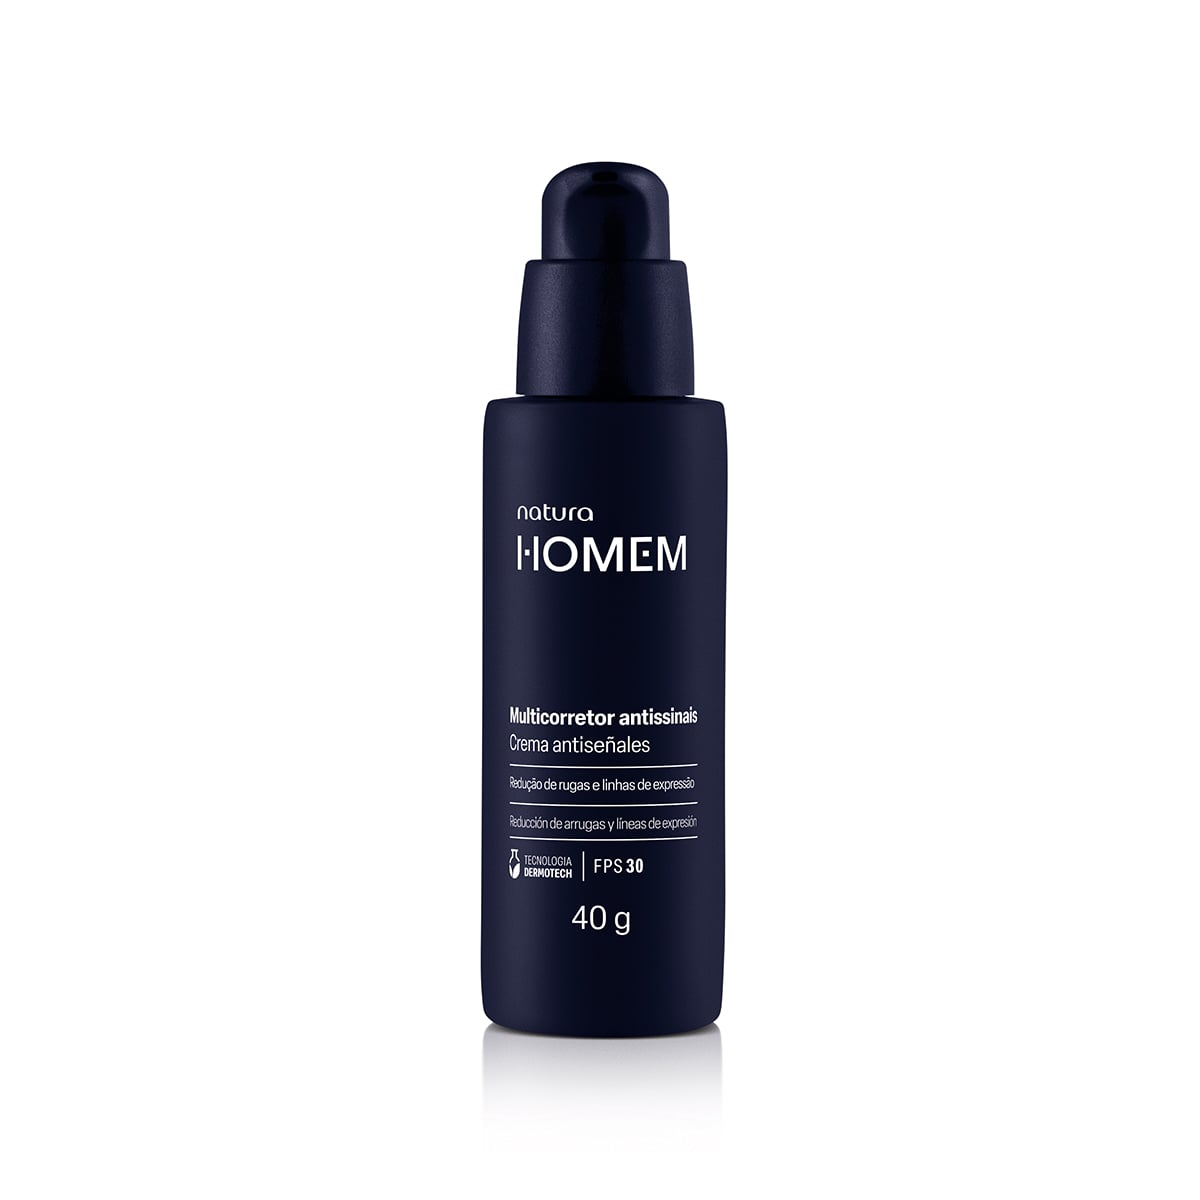 natura
HOMEM
Multicorretor antissinais
Crema antiseñales
Redução de rugas e linhas de expressão
Reducción de arrugas y líneas de expresión
TECNOLOGIA
DERMOTECH
FPS 30
40 g